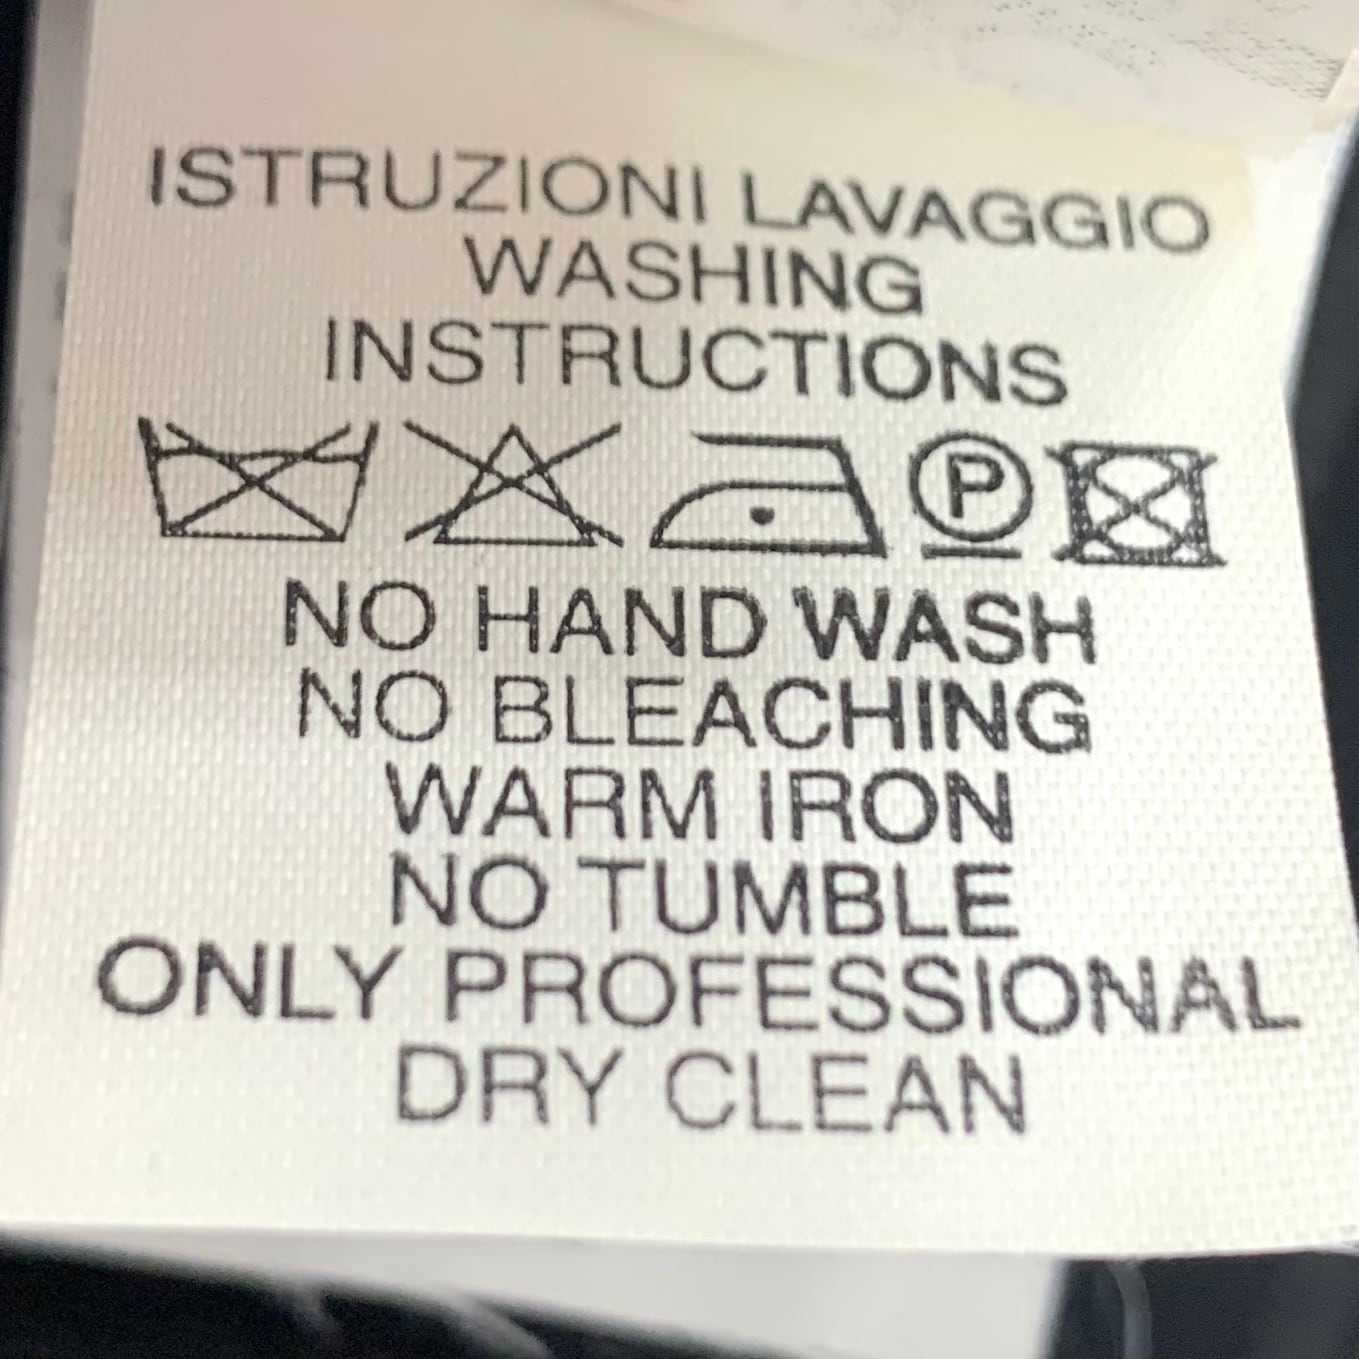 ISTRUZIONI LAVAGGIO
WASHING
INSTRUCTIONS
P
NO HAND WASH
NO BLEACHING
WARM IRON
NO TUMBLE
ONLY PROFESSIONAL
DRY CLEAN